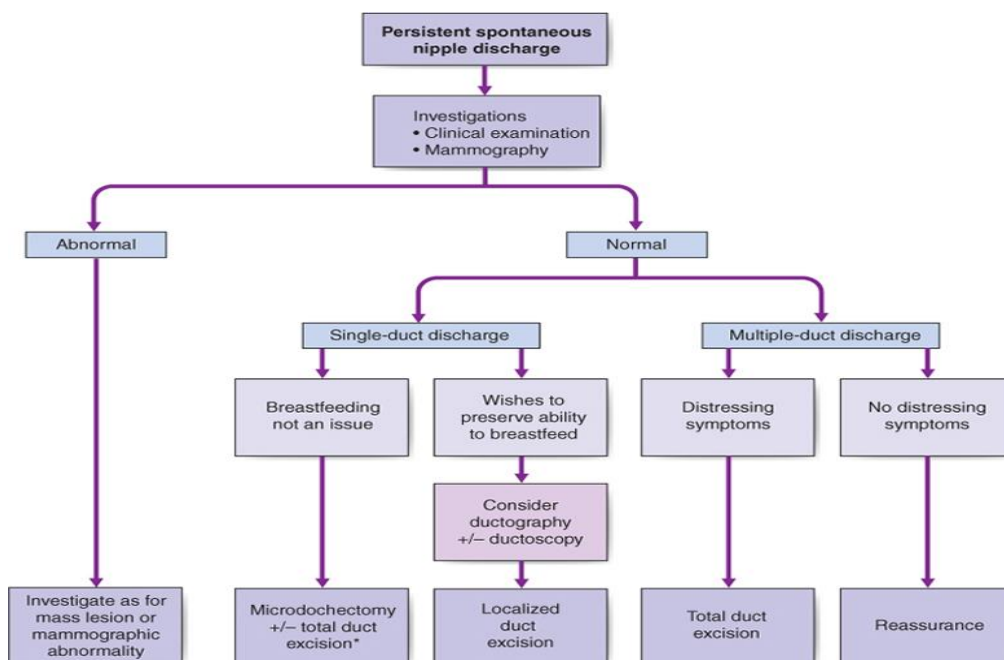 Persistent spontaneous
nipple discharge
Investigations
• Clinical examination
• Mammography
Abnormal
Normal
Single-duct discharge
Multiple-duct discharge
Breastfeeding
not an issue
Wishes to
preserve ability
to breastfeed
Distressing
symptoms
No distressing
symptoms
Consider
ductography
+/– ductoscopy
Investigate as for
mass lesion or
mammographic
abnormality
Microdochectomy
+/– total duct
excision*
Localized
duct
excision
Total duct
excision
Reassurance